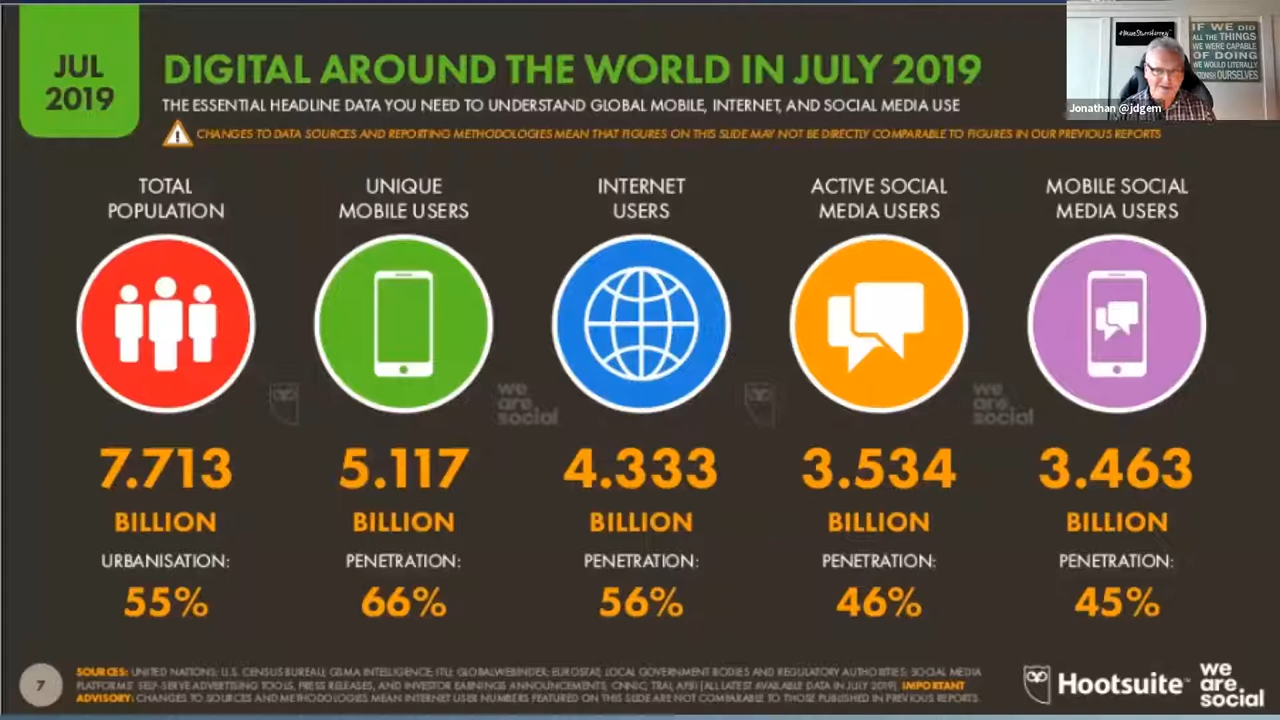 JUL
2019
DIGITAL AROUND THE WORLD IN JULY 2019
THE ESSENTIAL HEADLINE DATA YOU NEED TO UNDERSTAND GLOBAL MOBILE, INTERNET, AND SOCIAL MEDIA USE
CHANGES TO DATA SOURCES AND REPORTING METHODOLOGIES MEAN THAT FIGURES ON THIS SLIDE MAY NOT BE DIRECTLY COMPARABLE TO FIGURES IN OUR PREVIOUS REPORTS
IF WE DID
ALL THE THINGS
WE WERE CAPABLE
OF DOING
WE WOULD LITERALLY
OURSELVES
Jonathan @jdgem
TOTAL
POPULATION
UNIQUE
MOBILE USERS
INTERNET
USERS
ACTIVE SOCIAL
MEDIA USERS
MOBILE SOCIAL
MEDIA USERS
we
are
social
we
are
social
7.713
BILLION
URBANISATION:
55%
5.117
BILLION
PENETRATION:
66%
4.333
BILLION
PENETRATION:
56%
3.534
BILLION
PENETRATION:
46%
3.463
BILLION
PENETRATION:
45%
7
SOURCES: UNITED NATIONS; U.S. CENSUS BUREAU; GSMA INTELLIGENCE; ITU; GLOBALWEBINDEX; EUROSTAT; LOCAL GOVERNMENT BODIES AND REGULATORY AUTHORITIES; SOCIAL MEDIA
PLATFORMS' SELF-SERVE ADVERTISING TOOLS, PRESS RELEASES, AND INVESTOR EARNINGS ANNOUNCEMENTS; CNNIC; TRAI; APJII (ALL LATEST AVAILABLE DATA IN JULY 2019). IMPORTANT
ADVISORY: CHANGES TO SOURCES AND METHODOLOGIES MEAN INTERNET USER NUMBERS FEATURED ON THIS SLIDE ARE NOT COMPARABLE TO THOSE PUBLISHED IN PREVIOUS REPORTS.
Hootsuite™
we
are
social